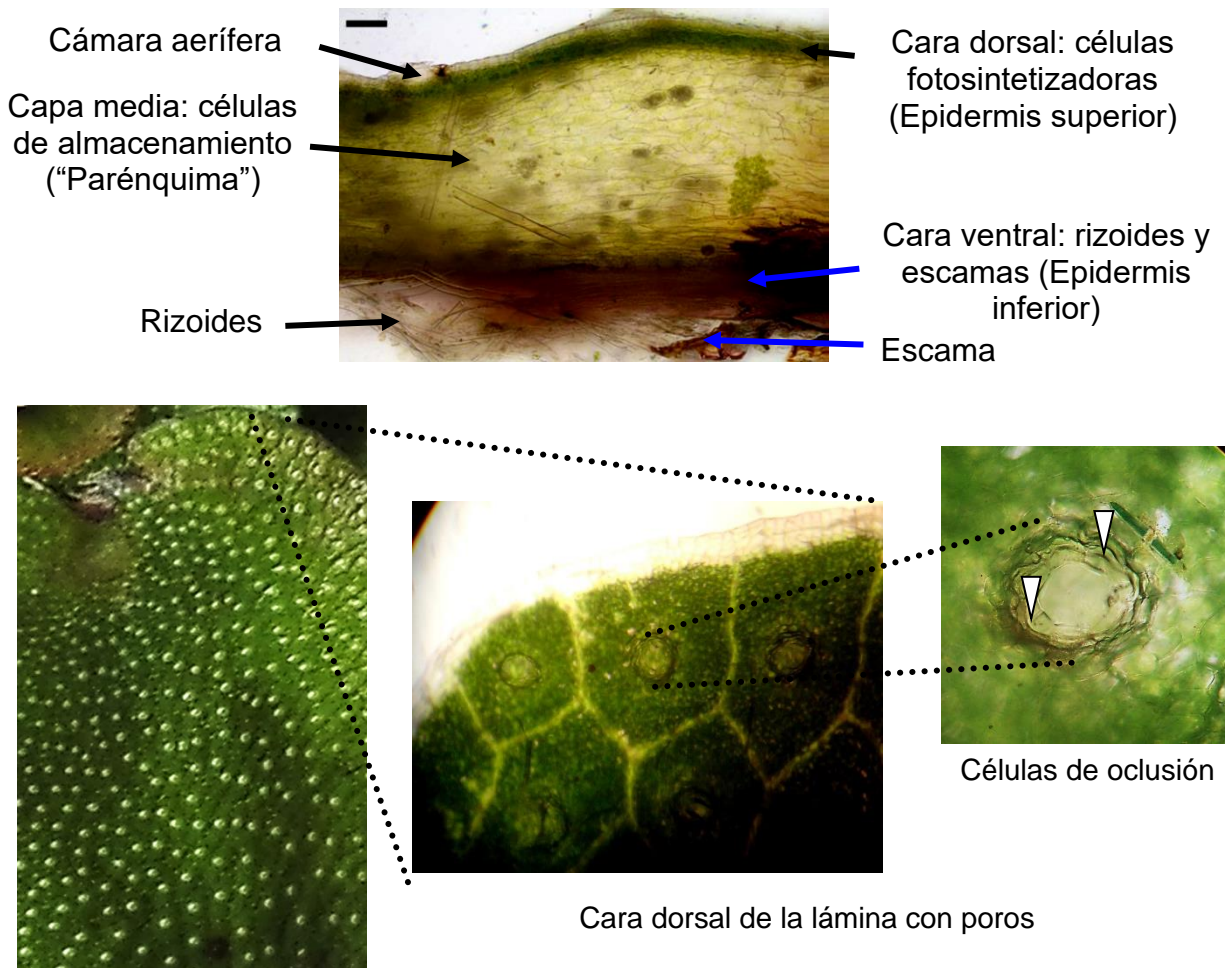 Cámara aerífera
Capa media: células
de almacenamiento
(“Parénquima”)
Rizoides
Cara dorsal: células
fotosintetizadoras
(Epidermis superior)
Cara ventral: rizoides y
escamas (Epidermis
inferior)
Escama
Células de oclusión
Cara dorsal de la lámina con poros